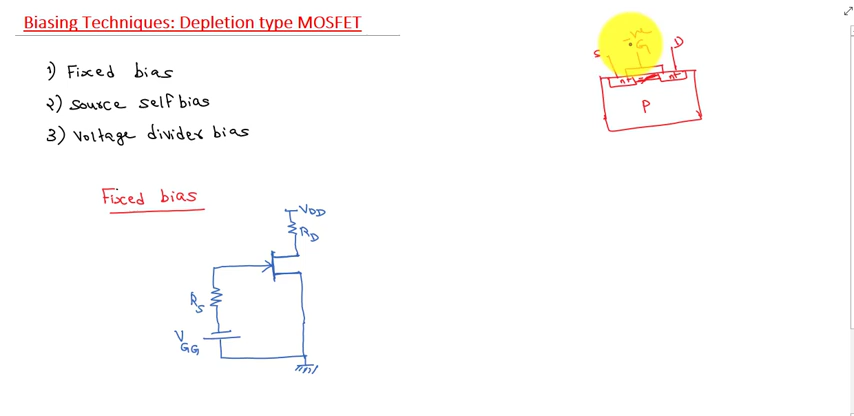 Biasing Techniques: Depletion type MOSFET
1) Fixed bias
2) Source self bias
3) Voltage divider bias
Fixed bias
VDD
RD
RS
VGG
-ve
G
S
D
n+ n+
P